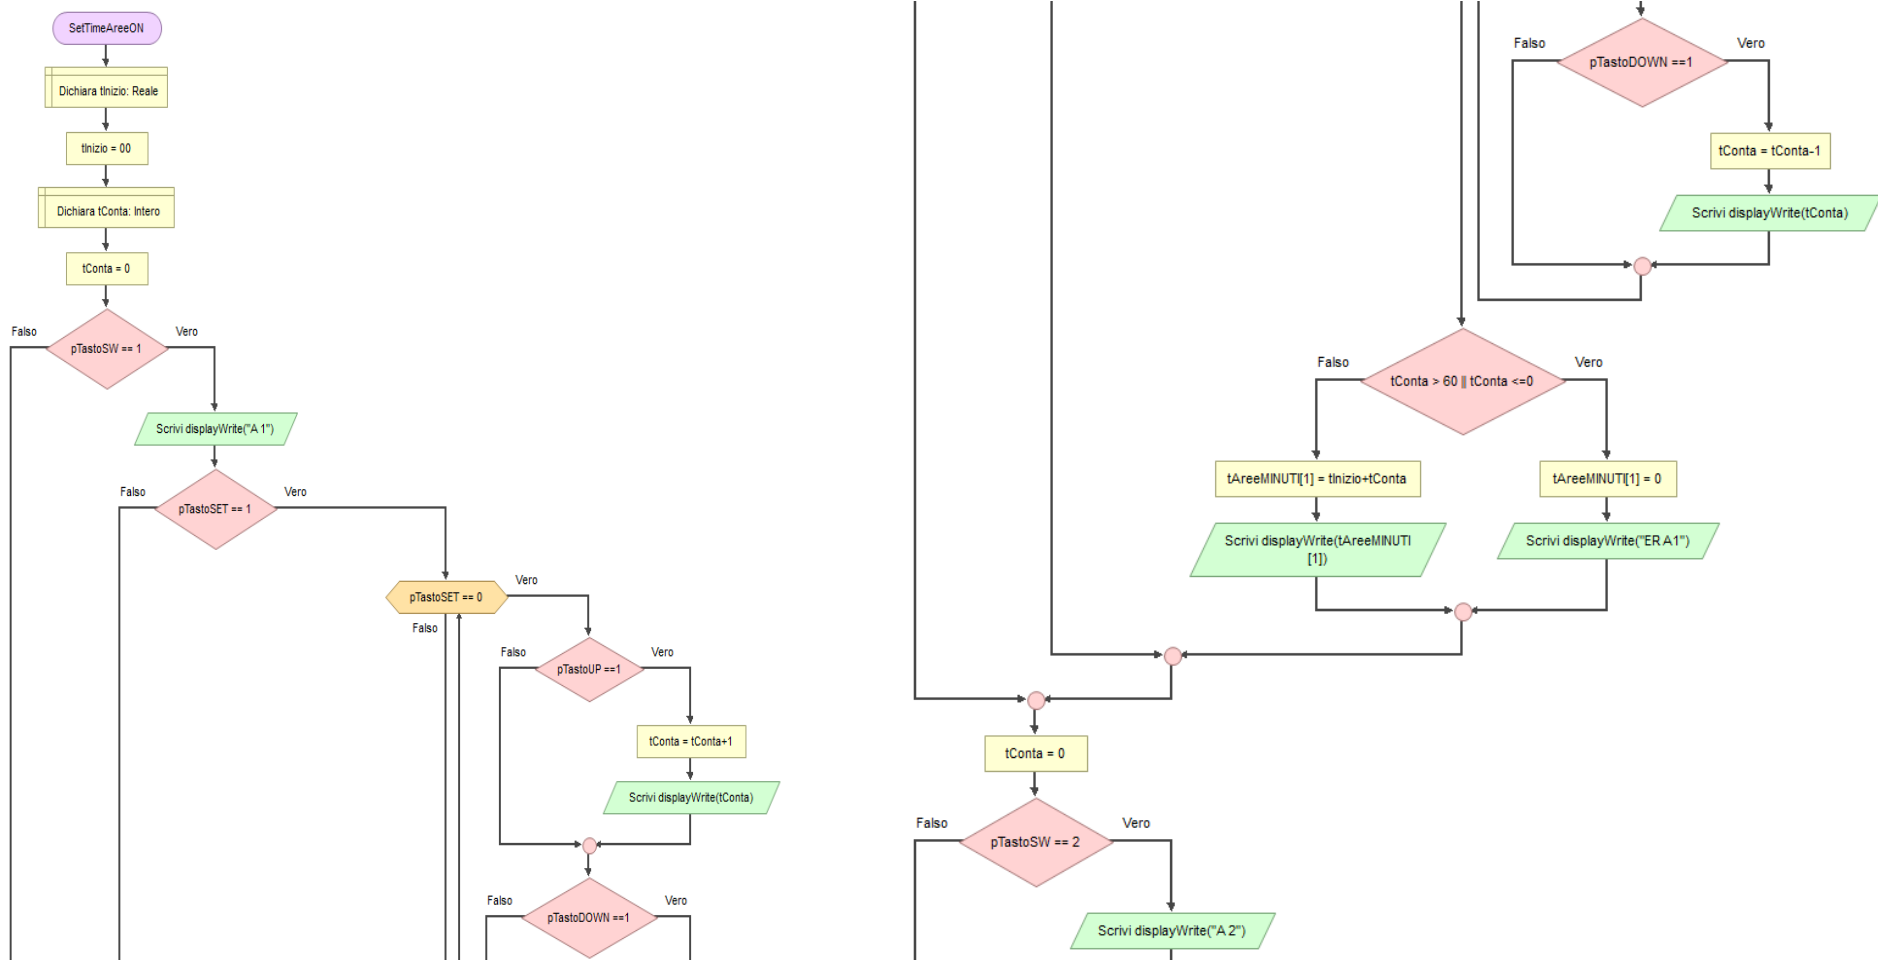 SetTimeAreeON
Dichiara tInizio: Reale
tInizio = 00
Dichiara tConta: Intero
tConta = 0
Falso
Vero
pTastoSW == 1
Scrivi displayWrite("A 1")
Falso
Vero
pTastoSET == 1
Vero
pTastoSET == 0
Falso
Falso
Vero
pTastoUP ==1
tConta = tConta+1
Scrivi displayWrite(tConta)
Falso
Vero
pTastoDOWN ==1
Falso
Vero
pTastoDOWN ==1
tConta = tConta-1
Scrivi displayWrite(tConta)
Falso
Vero
tConta > 60 || tConta <=0
tAreeMINUTI[1] = tInizio+tConta
tAreeMINUTI[1] = 0
Scrivi displayWrite(tAreeMINUTI
[1])
Scrivi displayWrite("ER A1")
tConta = 0
Falso
Vero
pTastoSW == 2
Scrivi displayWrite("A 2")